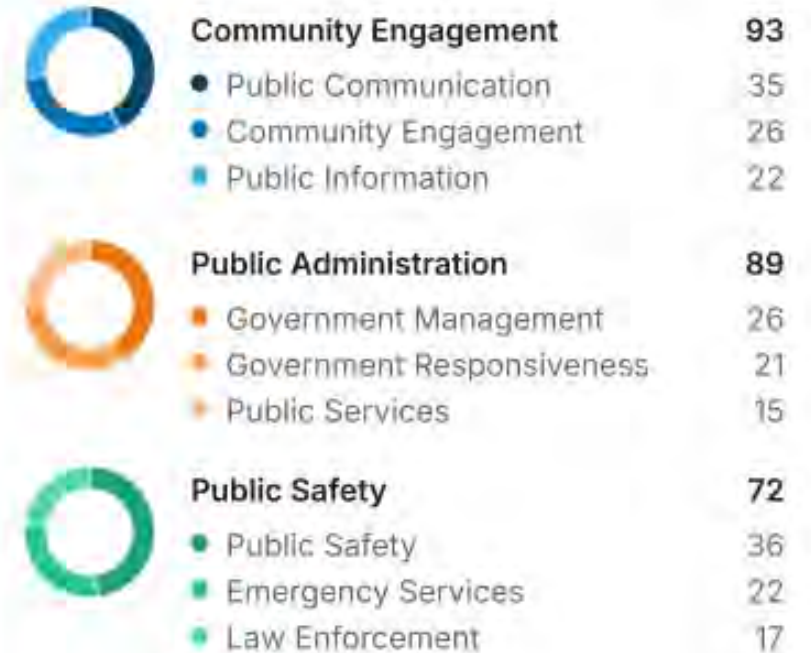 Community Engagement 93
Public Communication 35
Community Engagement 26
Public Information 22
Public Administration 89
Government Management 26
Government Responsiveness 21
Public Services 15
Public Safety 72
Public Safety 36
Emergency Services 22
Law Enforcement 17